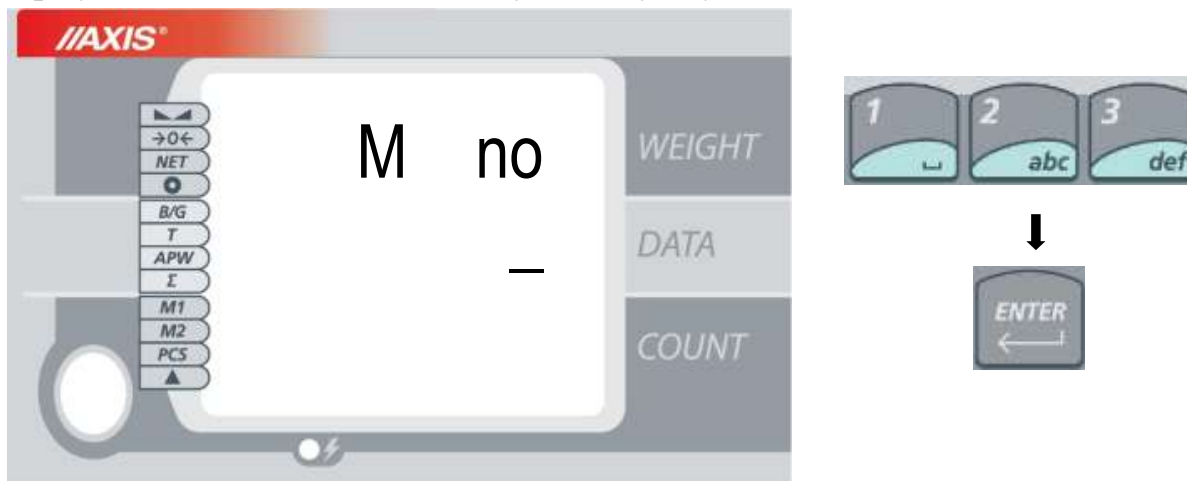 //AXIS®
→0←
NET
B/G
T
APW
Σ
M1
M2
PCS
M no
_
WEIGHT
DATA
COUNT
1
2 abc
3 def
ENTER